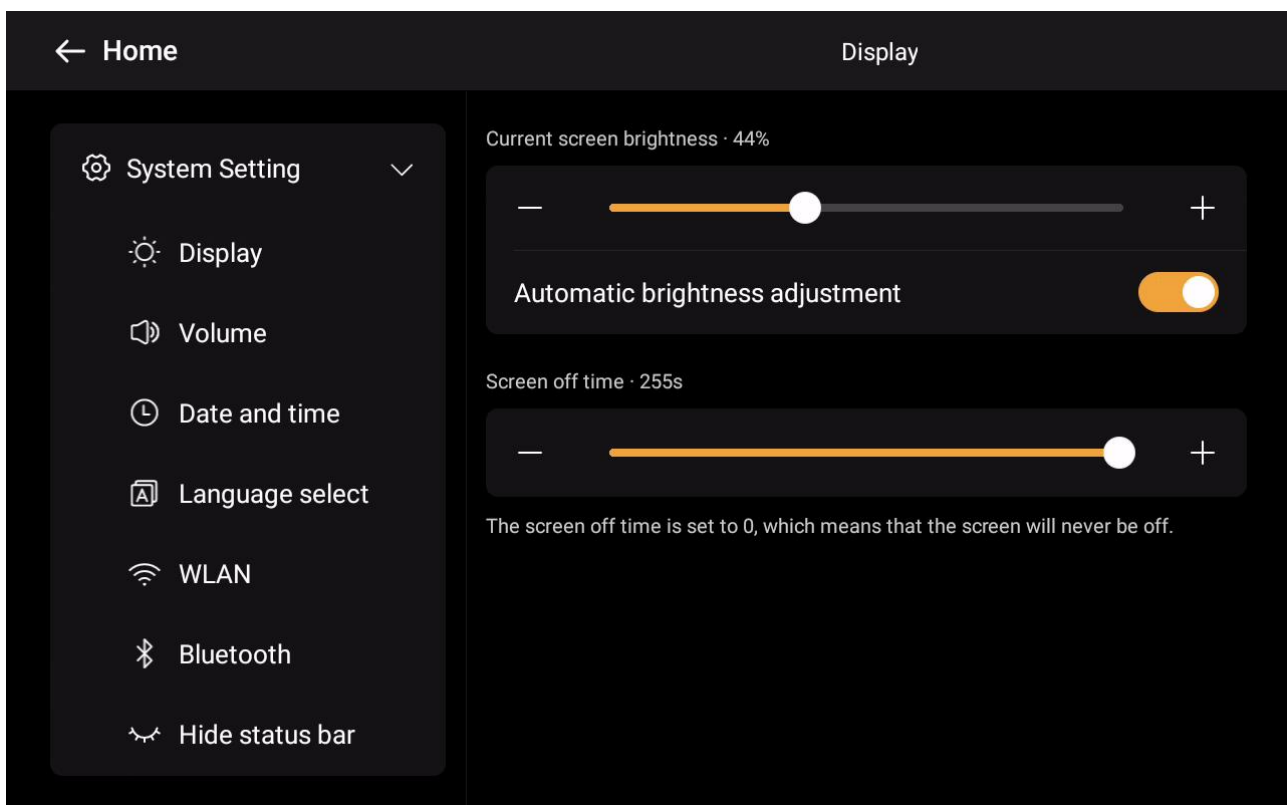 Home
Display
System Setting
Display
Volume
Date and time
Language select
WLAN
Bluetooth
Hide status bar
Current screen brightness · 44%
Automatic brightness adjustment
Screen off time · 255s
The screen off time is set to 0, which means that the screen will never be off.